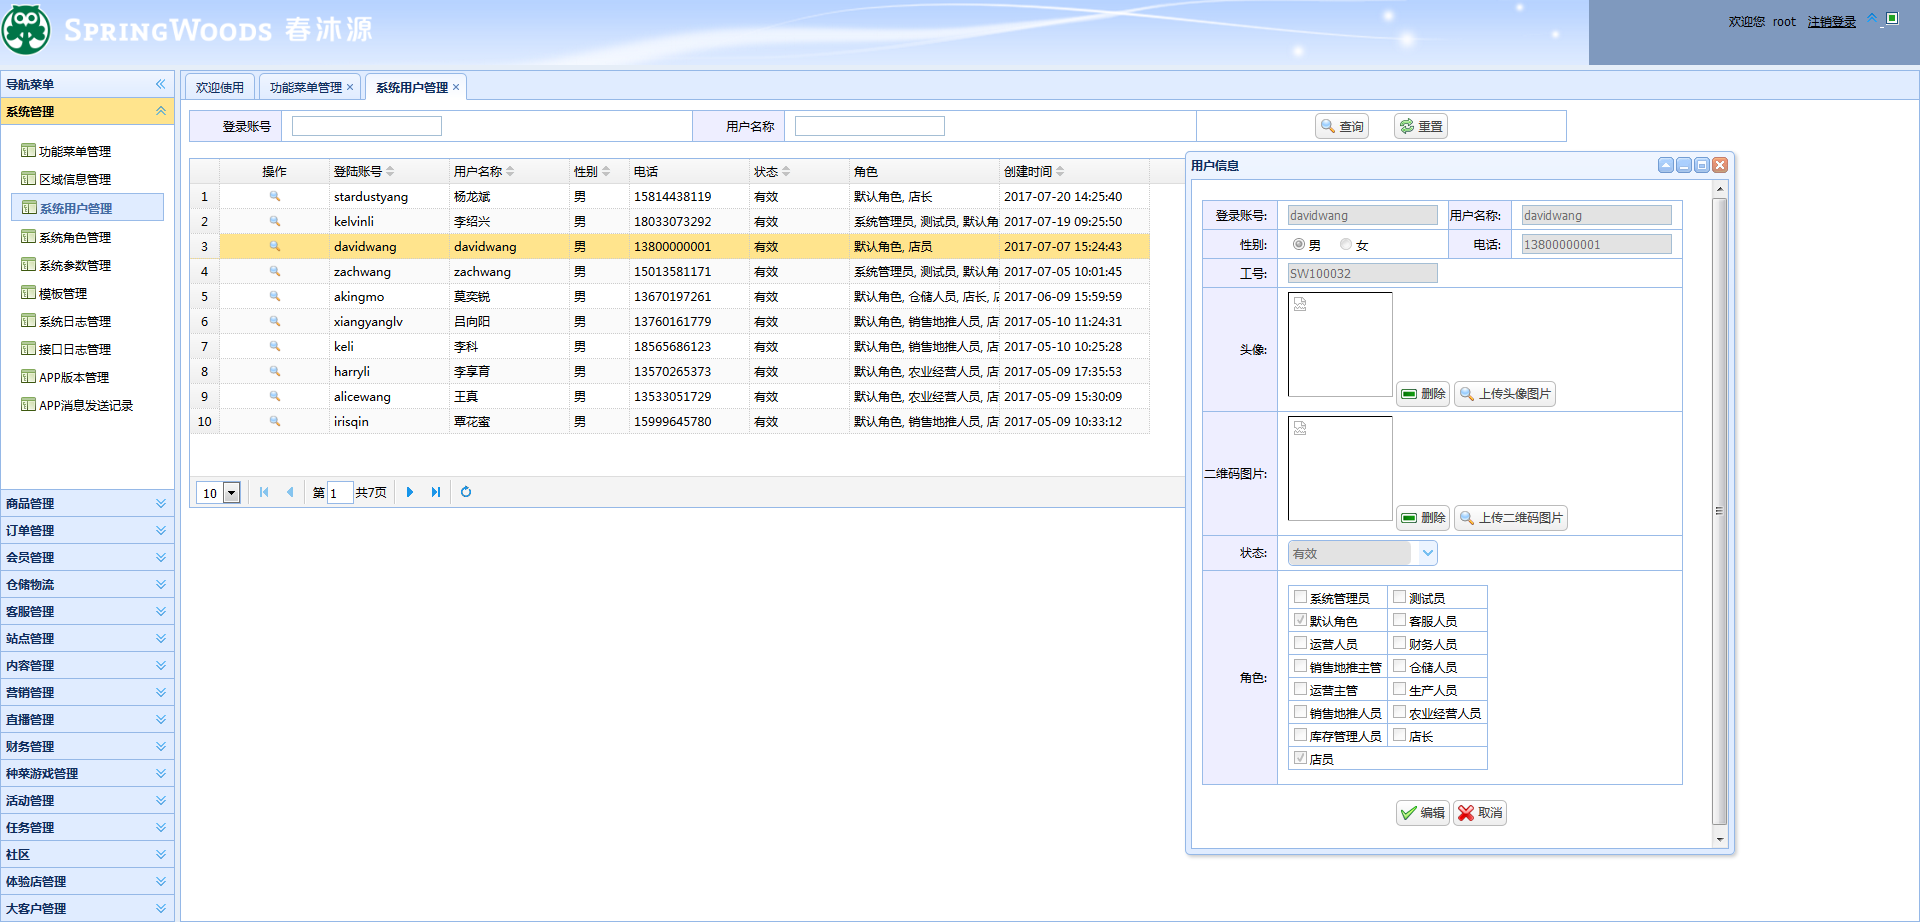 SPRINGWOODS 春沐源
欢迎您 root 注销登录
导航菜单
系统管理
功能菜单管理
区域信息管理
系统用户管理
系统角色管理
系统参数管理
模板管理
系统日志管理
接口日志管理
APP版本管理
APP消息发送记录
商品管理
订单管理
会员管理
仓储物流
客服管理
站点管理
内容管理
营销管理
直播管理
财务管理
种菜游戏管理
活动管理
任务管理
社区
体验店管理
大客户管理
欢迎使用 功能菜单管理 系统用户管理
登录账号 用户名称 查询 重置
操作 登陆账号 用户名称 性别 电话 状态 角色 创建时间
1 stardustyang 杨龙斌 男 15814438119 有效 默认角色, 店长 2017-07-20 14:25:40
2 kelvinli 李绍兴 男 18033073292 有效 系统管理员, 测试员, 默认角 2017-07-19 09:25:50
3 davidwang davidwang 男 13800000001 有效 默认角色, 店员 2017-07-07 15:24:43
4 zachwang zachwang 男 15013581171 有效 系统管理员, 测试员, 默认角 2017-07-05 10:01:45
5 akingmo 莫奕锐 男 13670197261 有效 默认角色, 仓储人员, 店长, 2017-06-09 15:59:59
6 xiangyanglv 吕向阳 男 13760161779 有效 默认角色, 销售地推人员, 店 2017-05-10 11:24:31
7 keli 李科 男 18565686123 有效 默认角色, 销售地推人员, 店 2017-05-10 10:25:28
8 harryli 李享育 男 13570265373 有效 默认角色, 农业经营人员, 店 2017-05-09 17:35:53
9 alicewang 王真 男 13533051729 有效 默认角色, 农业经营人员, 店 2017-05-09 15:30:09
10 irisqin 覃花蜜 男 15999645780 有效 默认角色, 销售地推人员, 店 2017-05-09 10:33:12
10 第 1 共7页
用户信息
登录账号: davidwang 用户名称: davidwang
性别: 男 女 电话: 13800000001
工号: SW100032
头像: 删除 上传头像图片
二维码图片: 删除 上传二维码图片
状态: 有效
角色:
系统管理员 测试员
默认角色 客服人员
运营人员 财务人员
销售地推主管 仓储人员
运营主管 生产人员
销售地推人员 农业经营人员
库存管理人员 店长
店员
编辑 取消